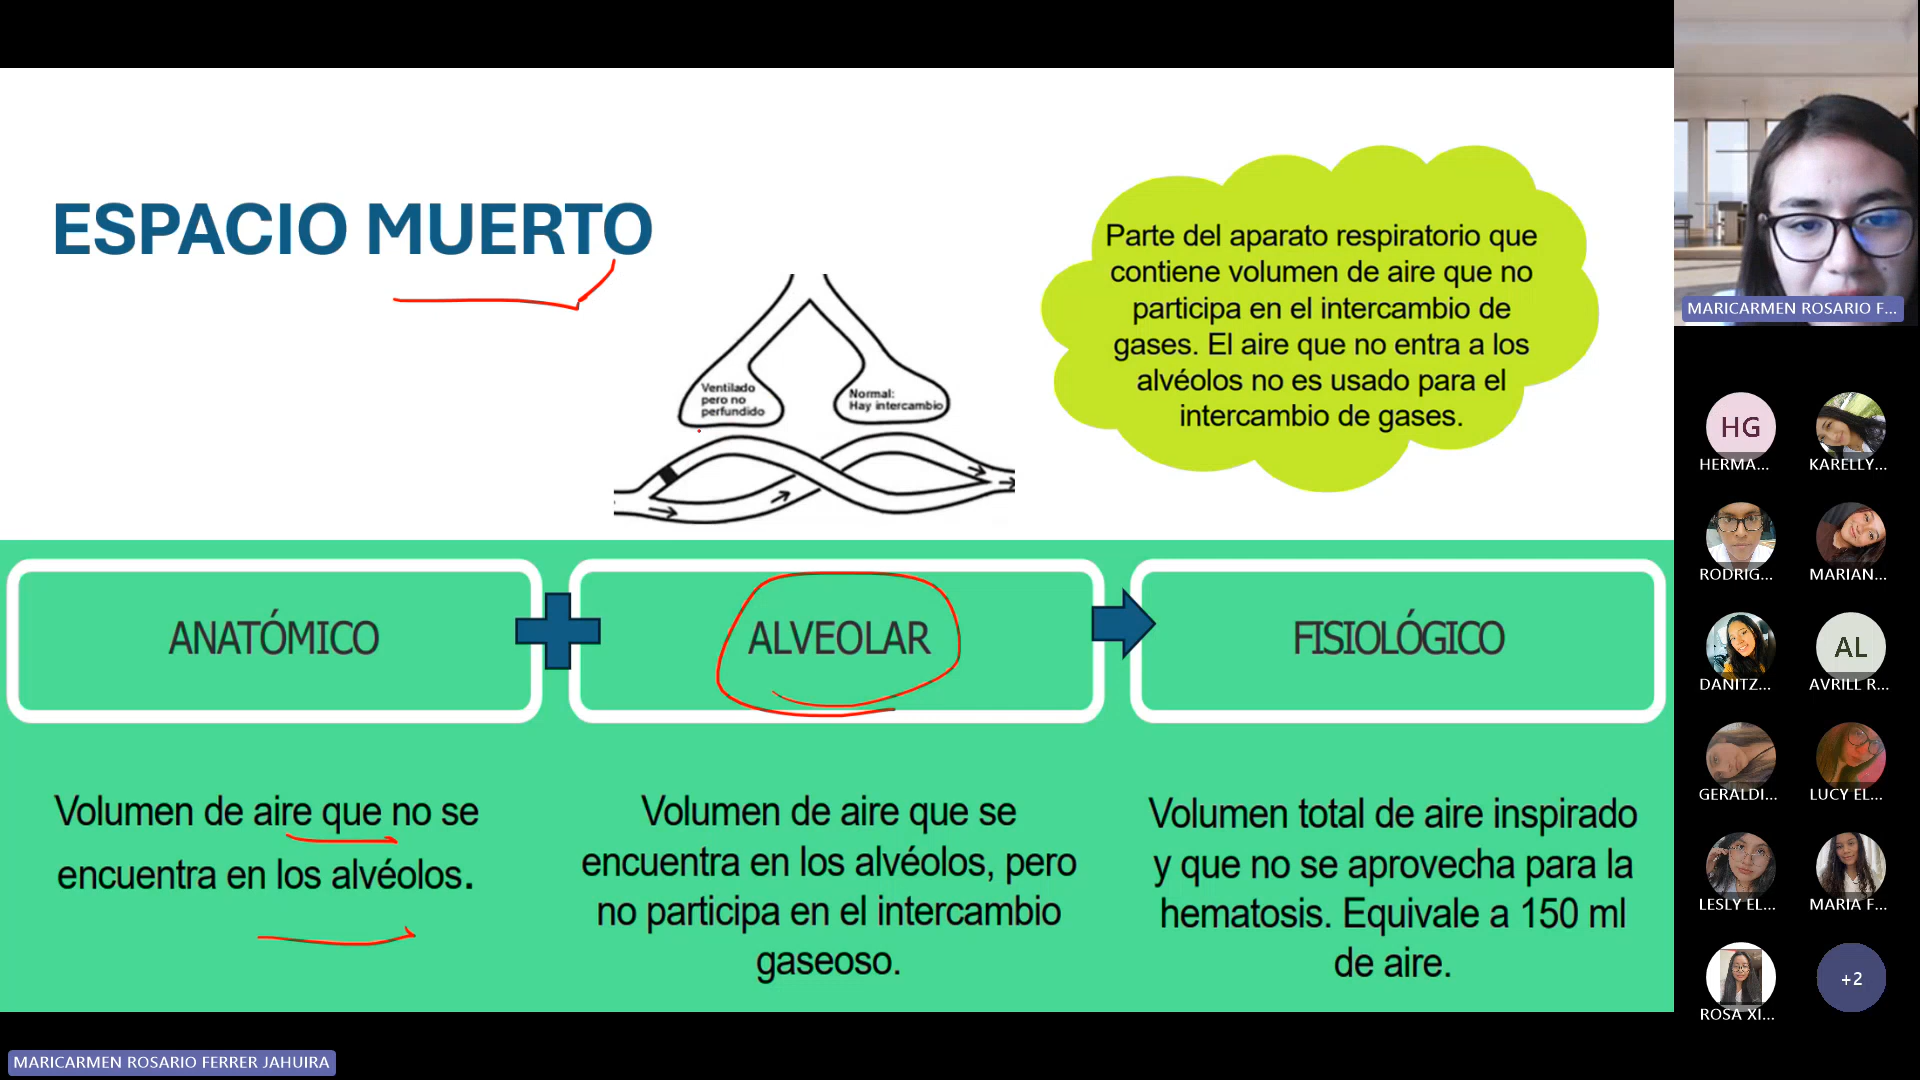 ESPACIO MUERTO
Parte del aparato respiratorio que
contiene volumen de aire que no
participa en el intercambio de
gases. El aire que no entra a los
alvéolos no es usado para el
intercambio de gases.
Ventilado
pero no
perfundido
Normal:
Hay intercambio
ANATÓMICO
ALVEOLAR
FISIOLÓGICO
Volumen de aire que no se
encuentra en los alvéolos.
Volumen de aire que se
encuentra en los alvéolos, pero
no participa en el intercambio
gaseoso.
Volumen total de aire inspirado
y que no se aprovecha para la
hematosis. Equivale a 150 ml
de aire.
MARICARMEN ROSARIO F...
HG
HERMA...
KARELLY...
RODRIG...
MARIAN...
DANITZ...
AL
AVRILL R...
GERALDI...
LUCY EL...
LESLY EL...
MARIA F...
ROSA XI...
+2
MARICARMEN ROSARIO FERRER JAHUIRA